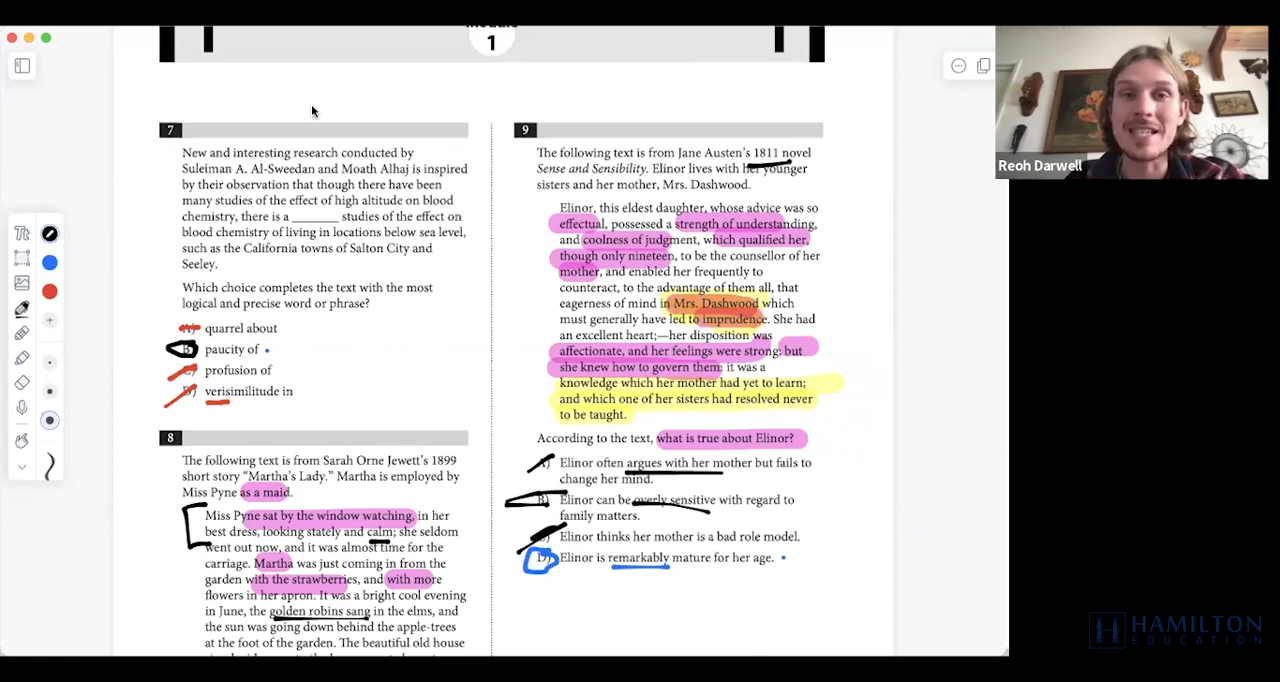 Module
1
7
New and interesting research conducted by
Suleiman A. Al-Swedan and Moath Alhaj is inspired
by their observation that though there have been
many studies of the effect of high altitude on blood
chemistry, there is a ________ studies of the effect on
blood chemistry of living in locations below sea level,
such as the California towns of Salton City and
Seeley.
Which choice completes the text with the most
logical and precise word or phrase?
A) quarrel about
B) paucity of
C) profusion of
D) verisimilitude in
8
The following text is from Sarah Orne Jewett's 1899
short story "Martha's Lady." Martha is employed by
Miss Pyne as a maid.
Miss Pyne sat by the window watching, in her
best dress, looking stately and calm; she seldom
went out now, and it was almost time for the
carriage. Martha was just coming in from the
garden with the strawberries, and with more
flowers in her apron. It was a bright cool evening
in June, the golden robins sang in the elms, and
the sun was going down behind the apple-trees
at the foot of the garden. The beautiful old house
9
The following text is from Jane Austen's 1811 novel
Sense and Sensibility. Elinor lives with her younger
sisters and her mother, Mrs. Dashwood.
Elinor, this eldest daughter, whose advice was so
effectual, possessed a strength of understanding,
and coolness of judgment, which qualified her,
though only nineteen, to be the counsellor of her
mother, and enabled her frequently to
counteract, to the advantage of them all, that
eagerness of mind in Mrs. Dashwood which
must generally have led to imprudence. She had
an excellent heart;—her disposition was
affectionate, and her feelings were strong; but
she knew how to govern them: it was a
knowledge which her mother had yet to learn;
and which one of her sisters had resolved never
to be taught.
According to the text, what is true about Elinor?
A) Elinor often argues with her mother but fails to
change her mind.
B) Elinor can be overly sensitive with regard to
family matters.
C) Elinor thinks her mother is a bad role model.
D) Elinor is remarkably mature for her age.
Reoh Darwell
HAMILTON
EDUCATION